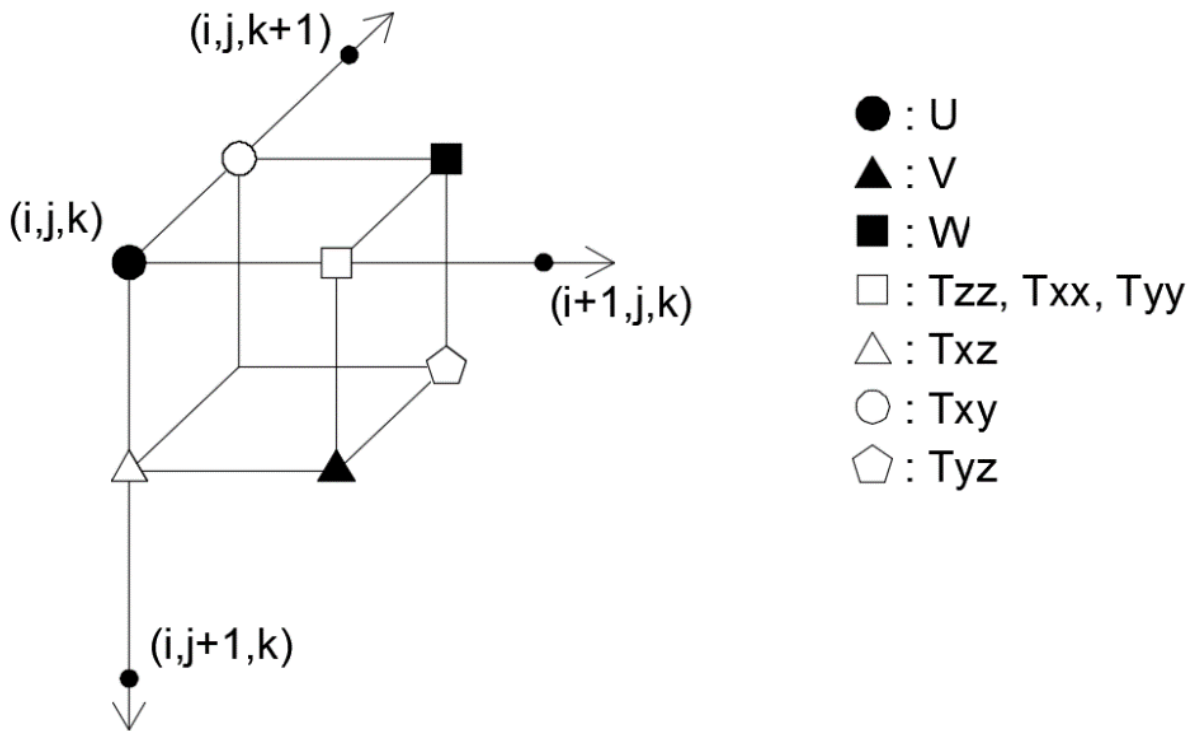 (i,j,k+1)
(i,j,k)
(i+1,j,k)
(i,j+1,k)
: U
: V
: W
: Tzz, Txx, Tyy
: Txz
: Txy
: Tyz